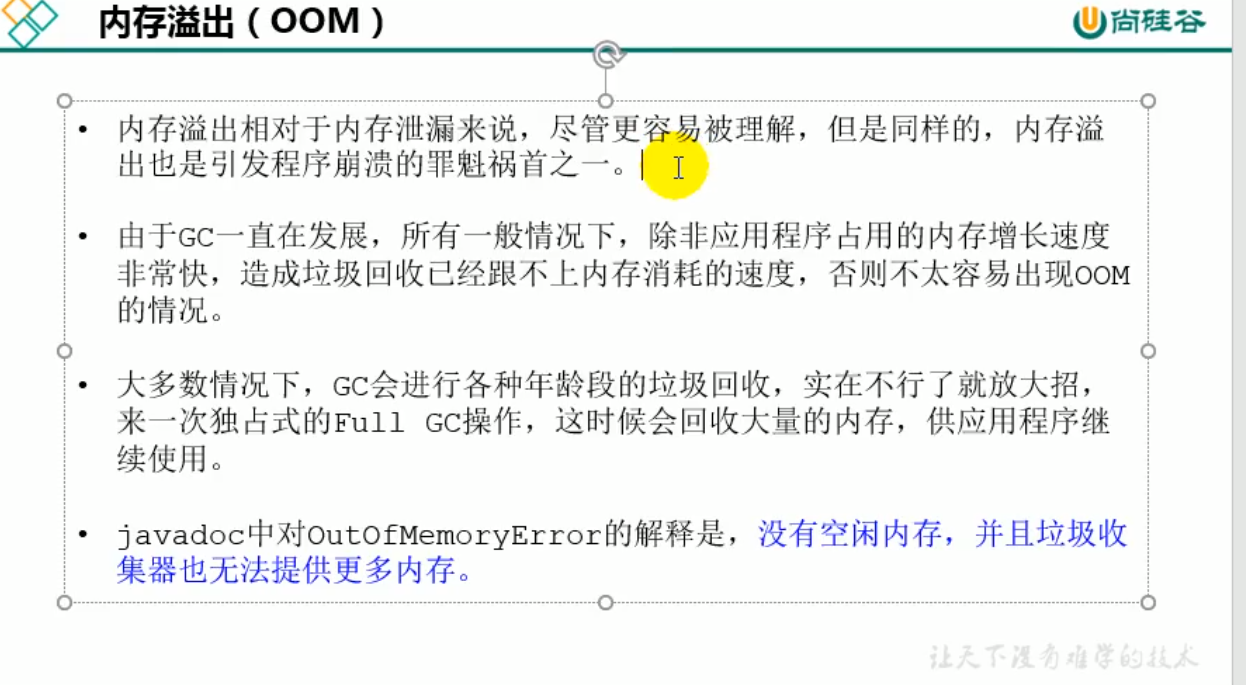 内存溢出（OOM）
尚硅谷
• 内存溢出相对于内存泄漏来说，尽管更容易被理解，但是同样的，内存溢
出也是引发程序崩溃的罪魁祸首之一。
• 由于GC一直在发展，所有一般情况下，除非应用程序占用的内存增长速度
非常快，造成垃圾回收已经跟不上内存消耗的速度，否则不太容易出现OOM
的情况。
• 大多数情况下，GC会进行各种年龄段的垃圾回收，实在不行了就放大招，
来一次独占式的Full GC操作，这时候会回收大量的内存，供应用程序继
续使用。
• javadoc中对OutOfMemoryError的解释是，没有空闲内存，并且垃圾收
集器也无法提供更多内存。
让天下没有难学的技术